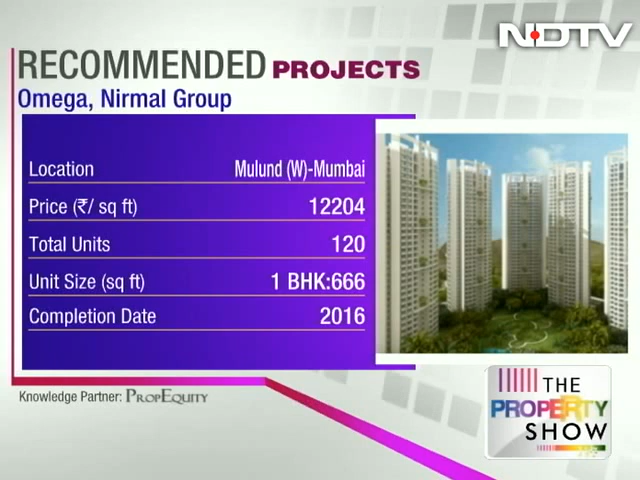 NDTV
RECOMMENDED PROJECTS
Omega, Nirmal Group
Location Mulund (W)-Mumbai
Price (₹/ sq ft) 12204
Total Units 120
Unit Size (sq ft) 1 BHK:666
Completion Date 2016
Knowledge Partner: PROPEQUITY
THE
PROPERTY
SHOW